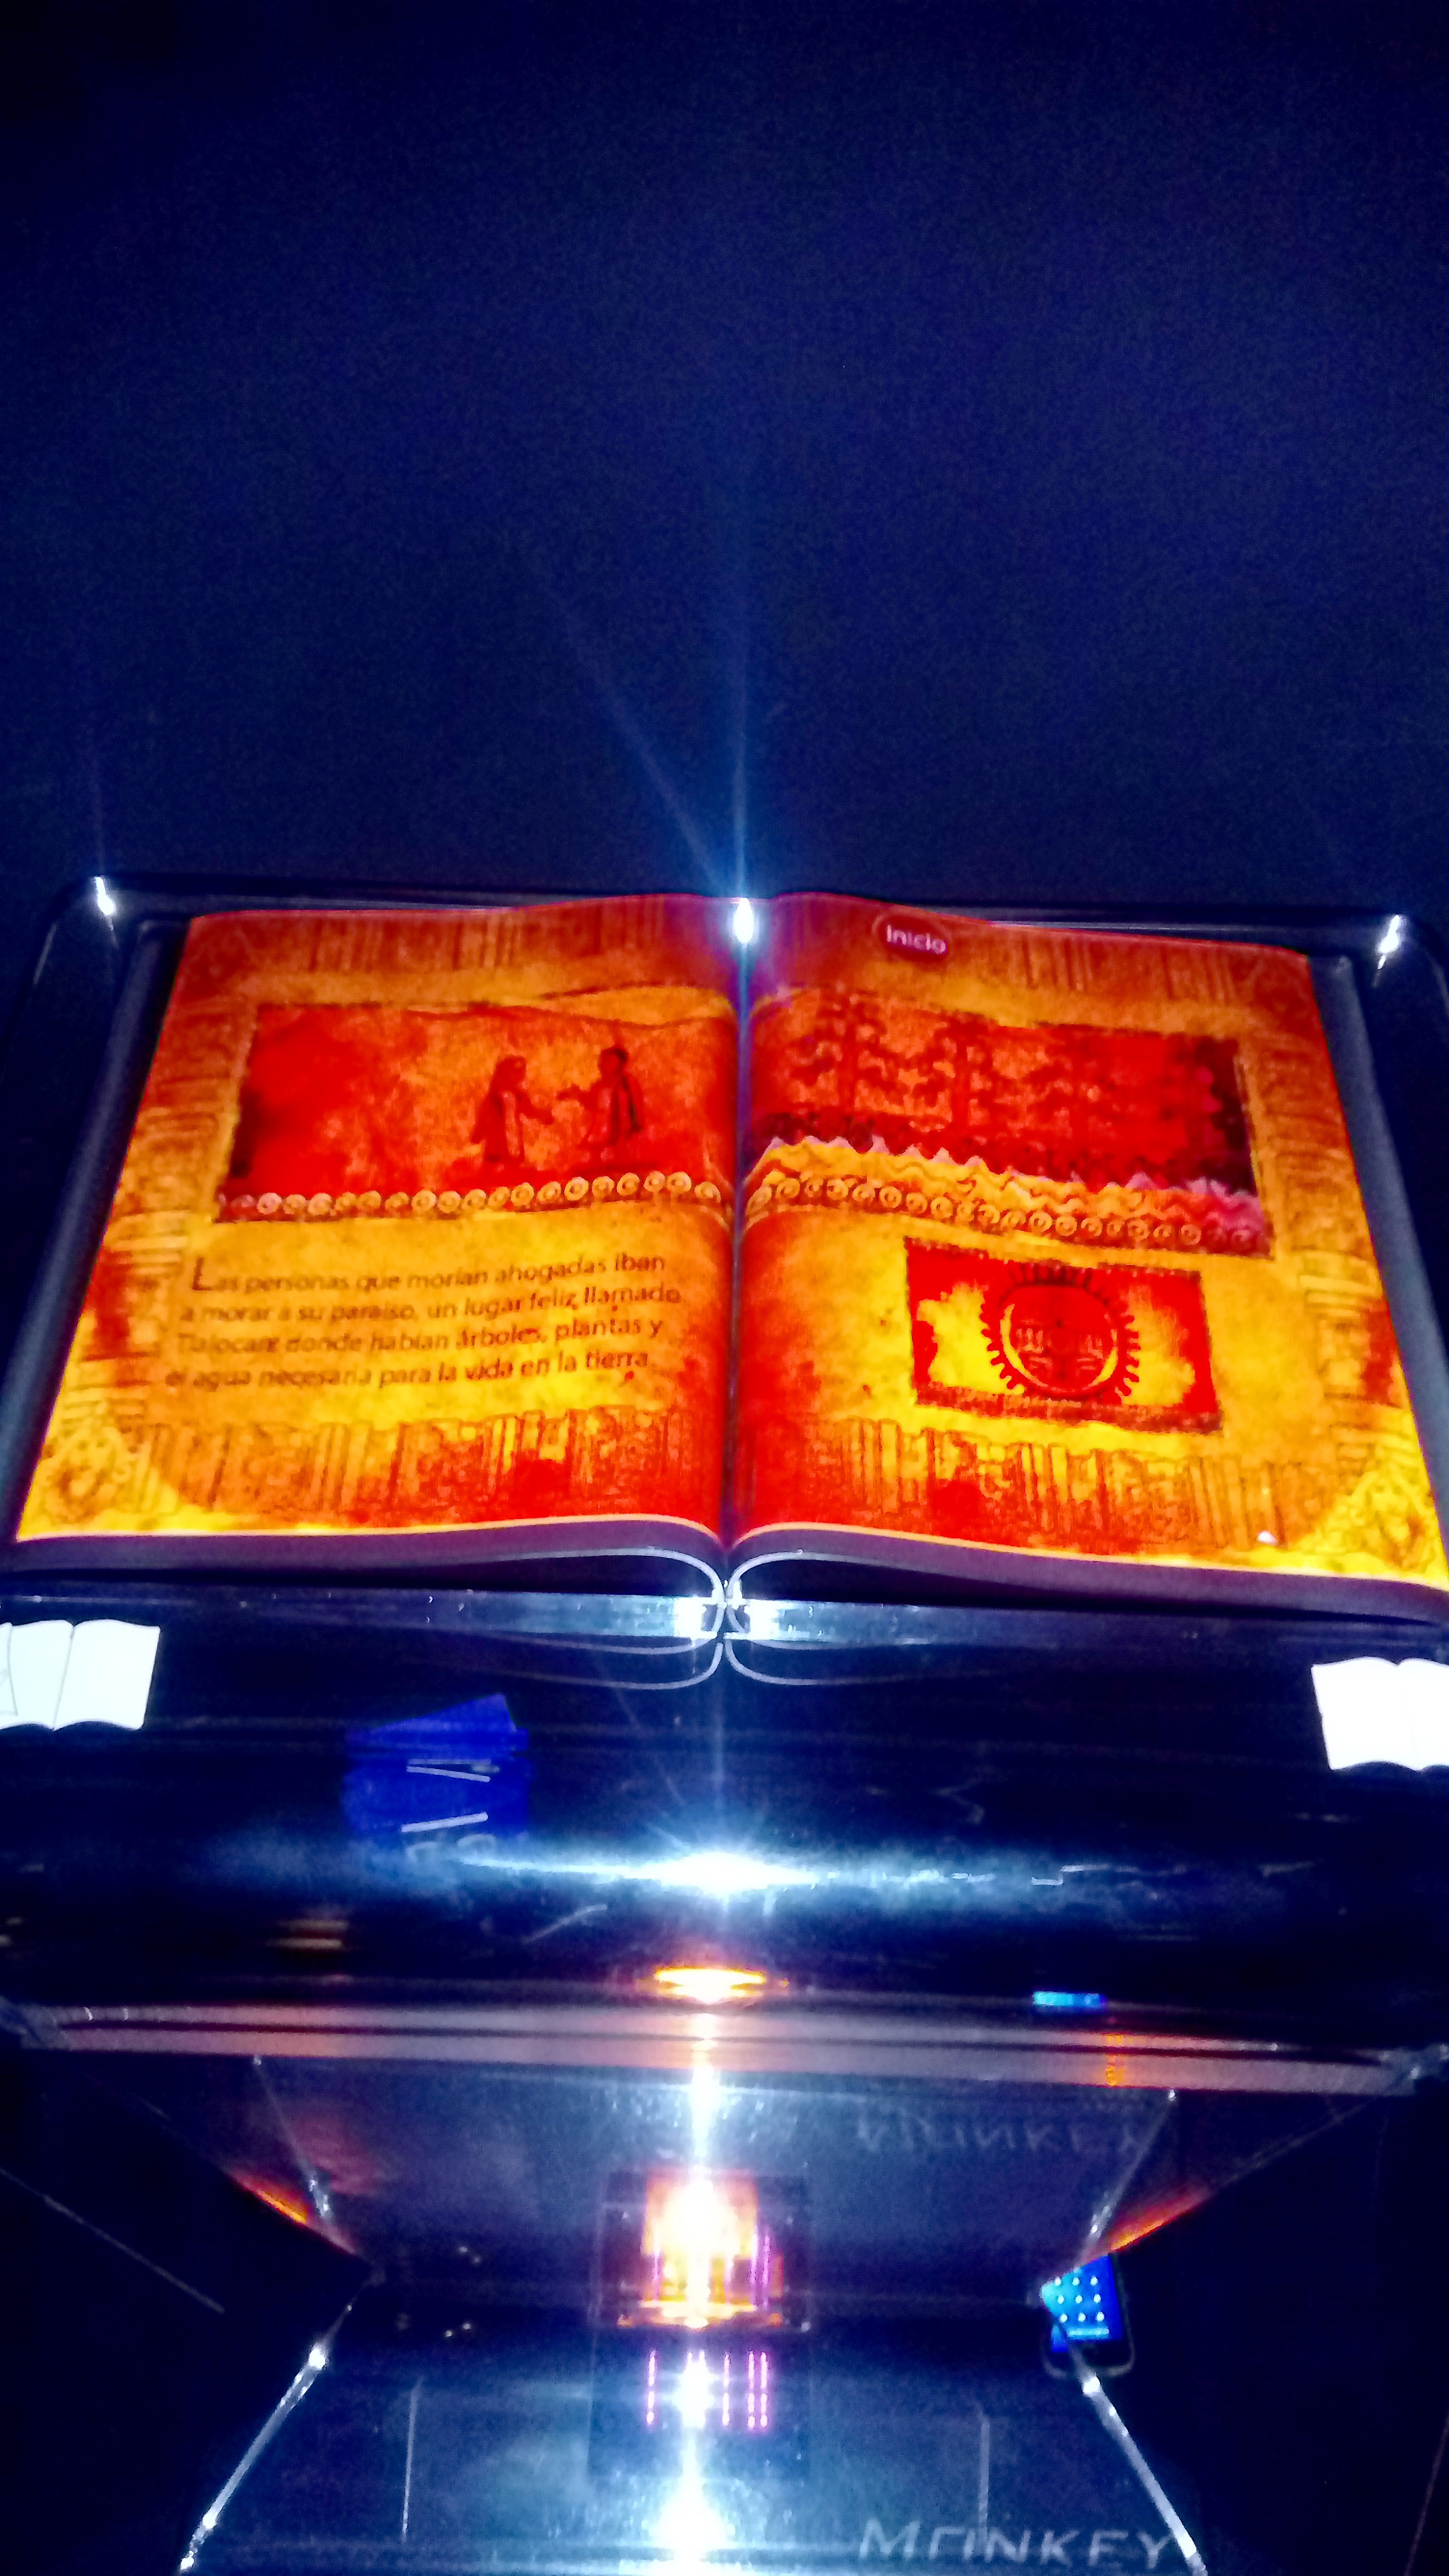 Inicio
Las personas que morían ahogadas iban
a morar a su paraíso, un lugar feliz llamado
Tlalocan donde habían árboles, plantas y
el agua necesaria para la vida en la tierra.
MONKEY